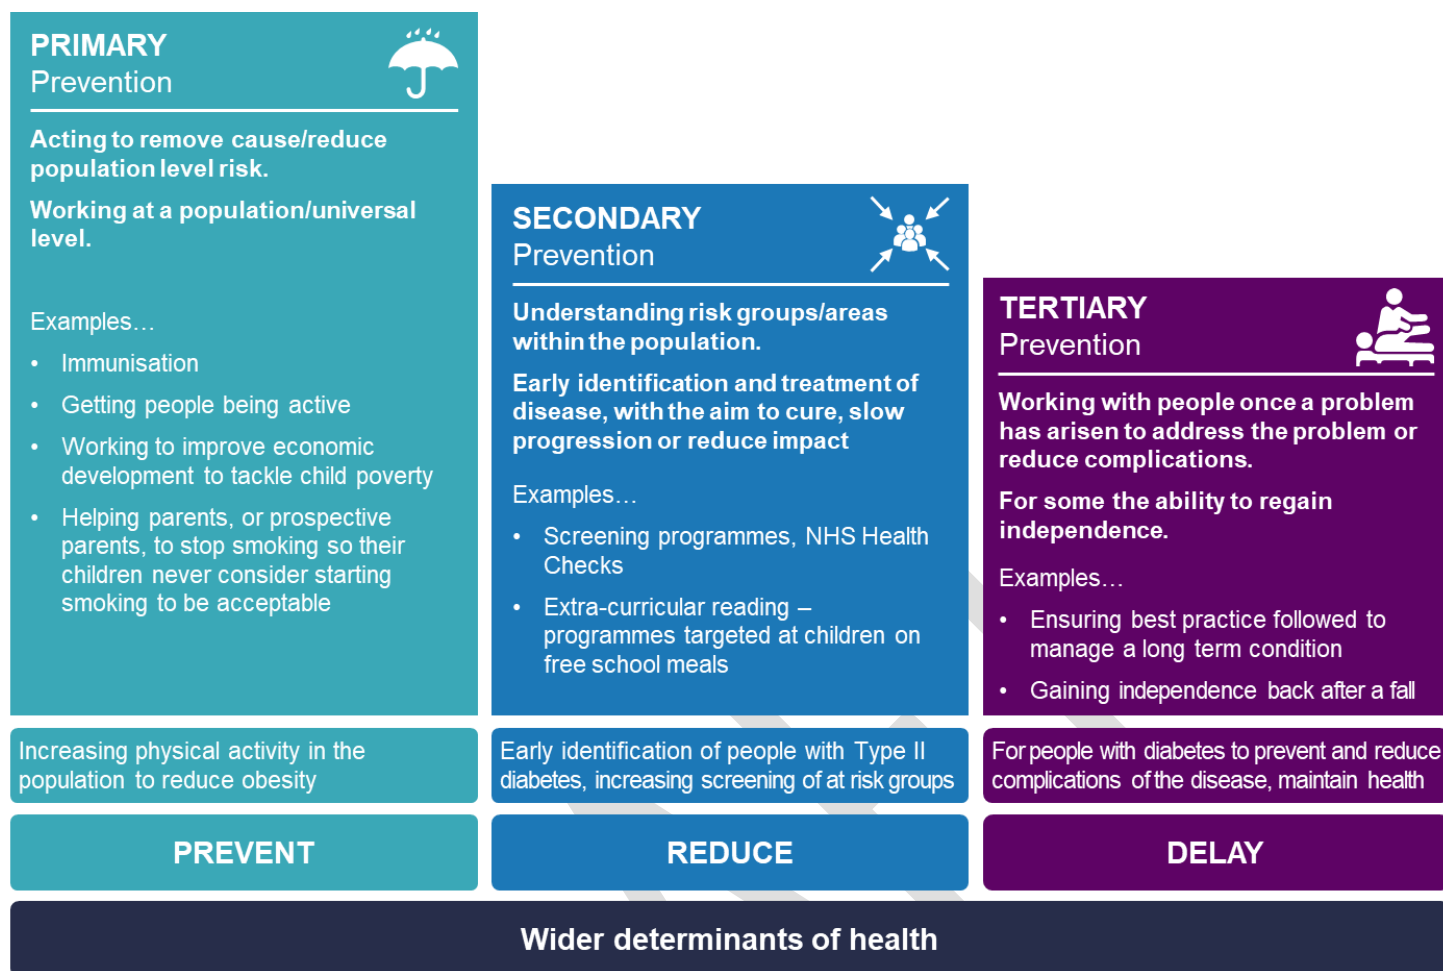 PRIMARY
Prevention
Acting to remove cause/reduce
population level risk.
Working at a population/universal
level.
Examples…
• Immunisation
• Getting people being active
• Working to improve economic
development to tackle child poverty
• Helping parents, or prospective
parents, to stop smoking so their
children never consider starting
smoking to be acceptable
Increasing physical activity in the
population to reduce obesity
PREVENT
SECONDARY
Prevention
Understanding risk groups/areas
within the population.
Early identification and treatment of
disease, with the aim to cure, slow
progression or reduce impact
Examples…
• Screening programmes, NHS Health
Checks
• Extra-curricular reading –
programmes targeted at children on
free school meals
Early identification of people with Type II
diabetes, increasing screening of at risk groups
REDUCE
TERTIARY
Prevention
Working with people once a problem
has arisen to address the problem or
reduce complications.
For some the ability to regain
independence.
Examples…
• Ensuring best practice followed to
manage a long term condition
• Gaining independence back after a fall
For people with diabetes to prevent and reduce
complications of the disease, maintain health
DELAY
Wider determinants of health